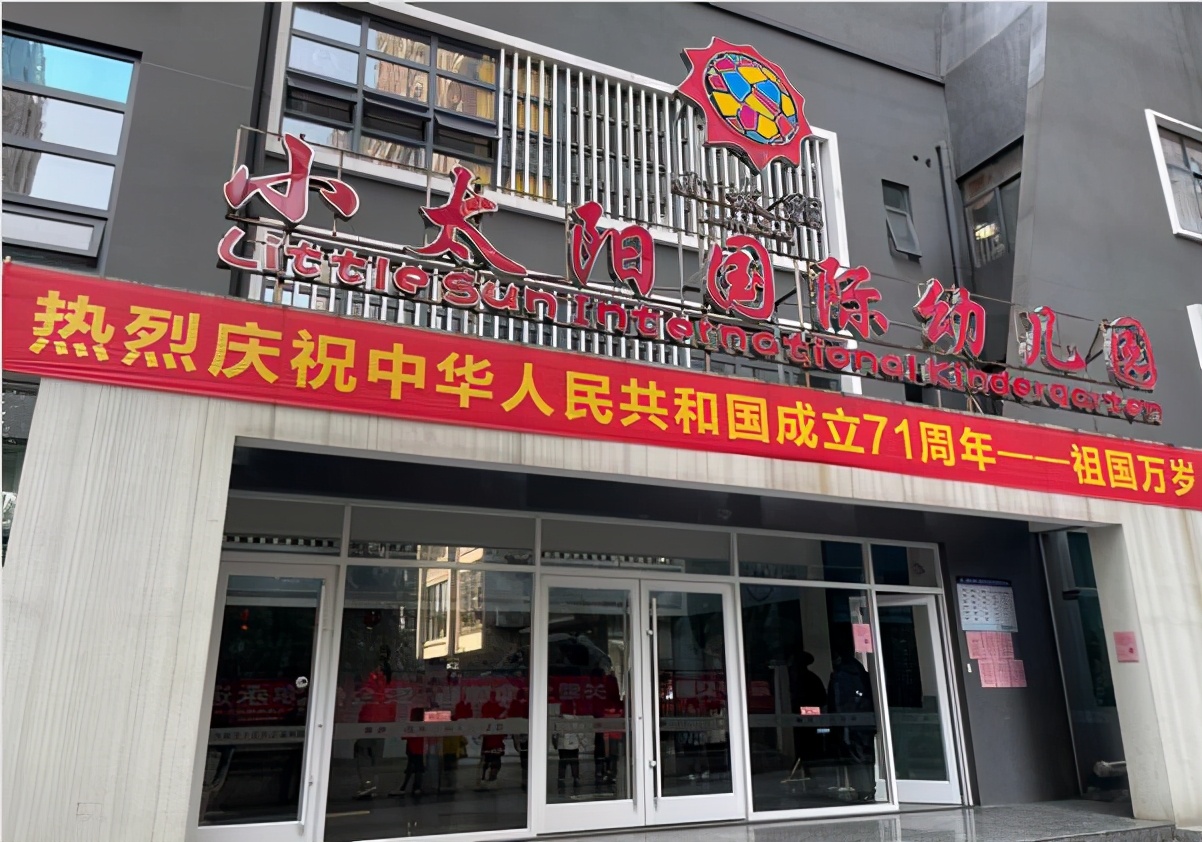 小太阳国际幼儿园
Little Sun International Kindergarten
热烈庆祝中华人民共和国成立71周年——祖国万岁